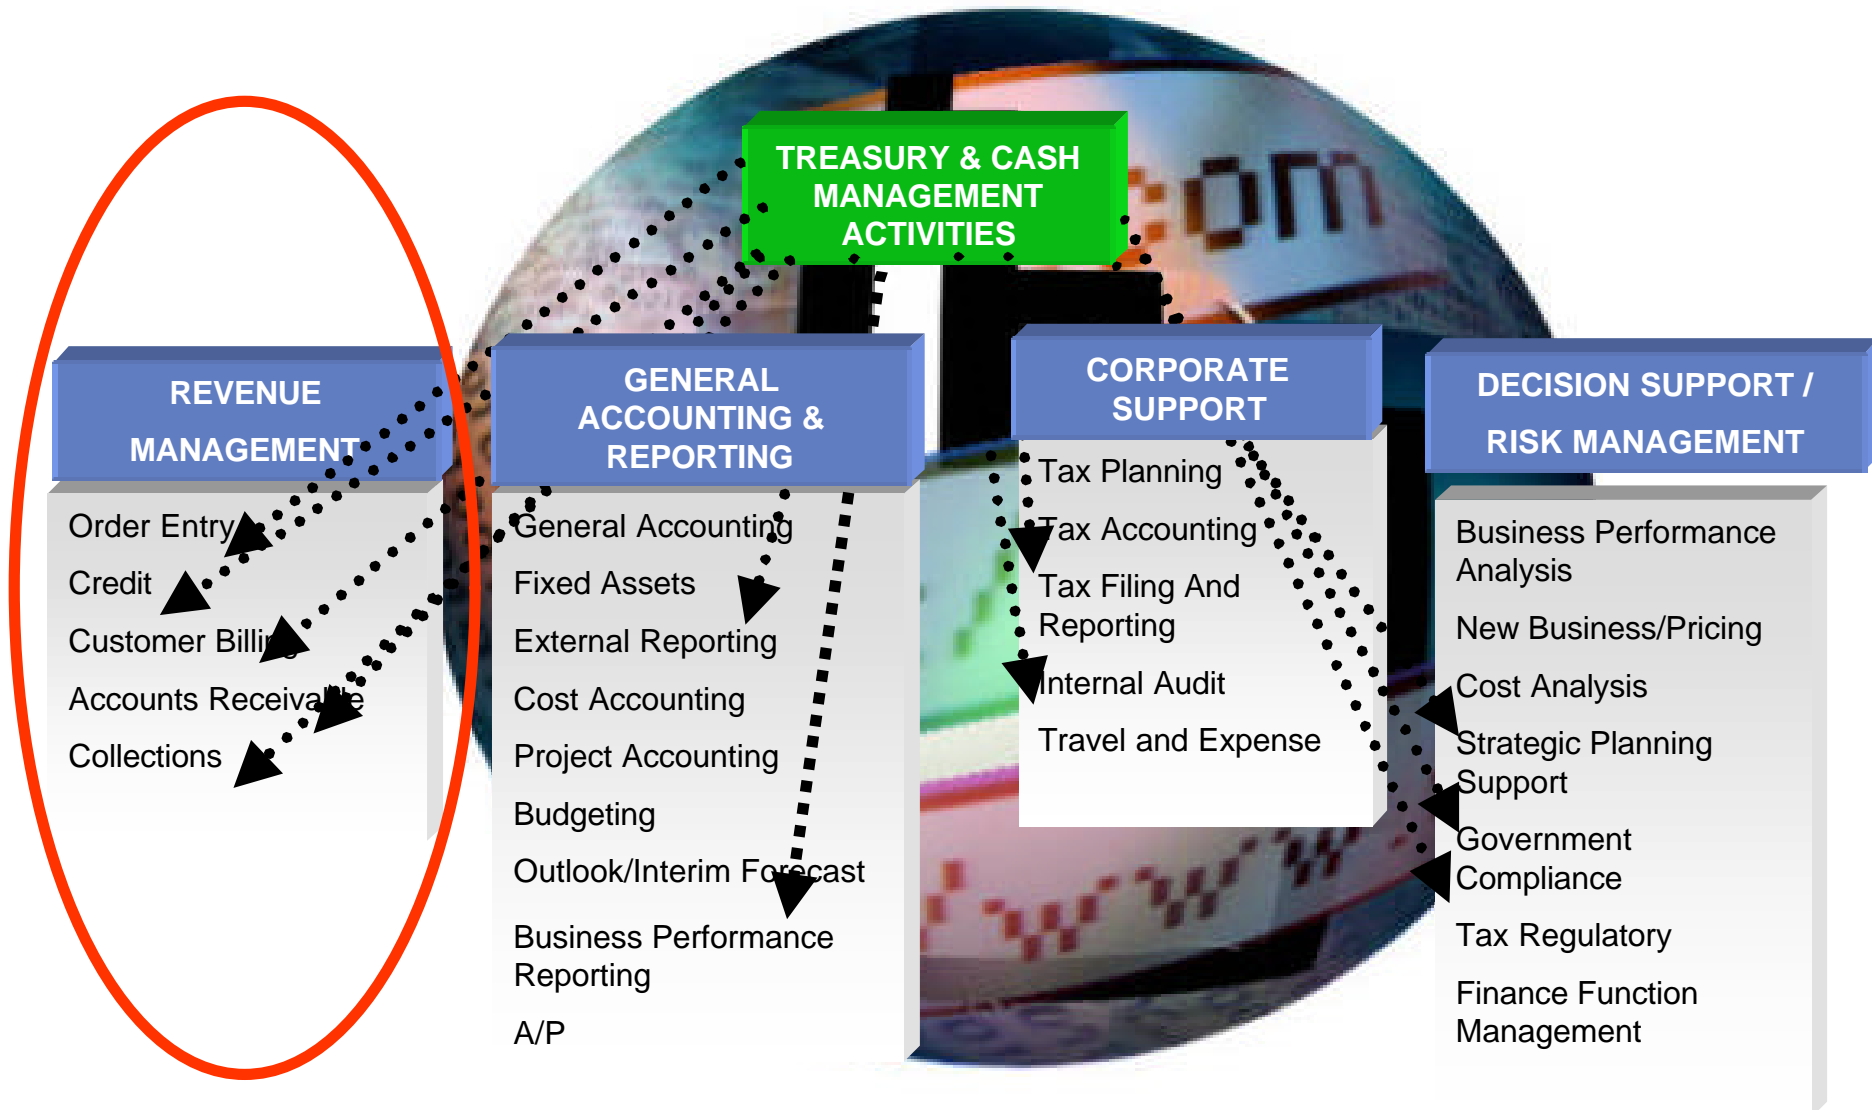 TREASURY & CASH
MANAGEMENT
ACTIVITIES
com
REVENUE
MANAGEMENT
Order Entry
Credit
Customer Billing
Accounts Receivable
Collections
GENERAL
ACCOUNTING &
REPORTING
General Accounting
Fixed Assets
External Reporting
Cost Accounting
Project Accounting
Budgeting
Outlook/Interim Forecast
Business Performance
Reporting
A/P
CORPORATE
SUPPORT
Tax Planning
Tax Accounting
Tax Filing And
Reporting
Internal Audit
Travel and Expense
DECISION SUPPORT /
RISK MANAGEMENT
Business Performance
Analysis
New Business/Pricing
Cost Analysis
Strategic Planning
Support
Government
Compliance
Tax Regulatory
Finance Function
Management